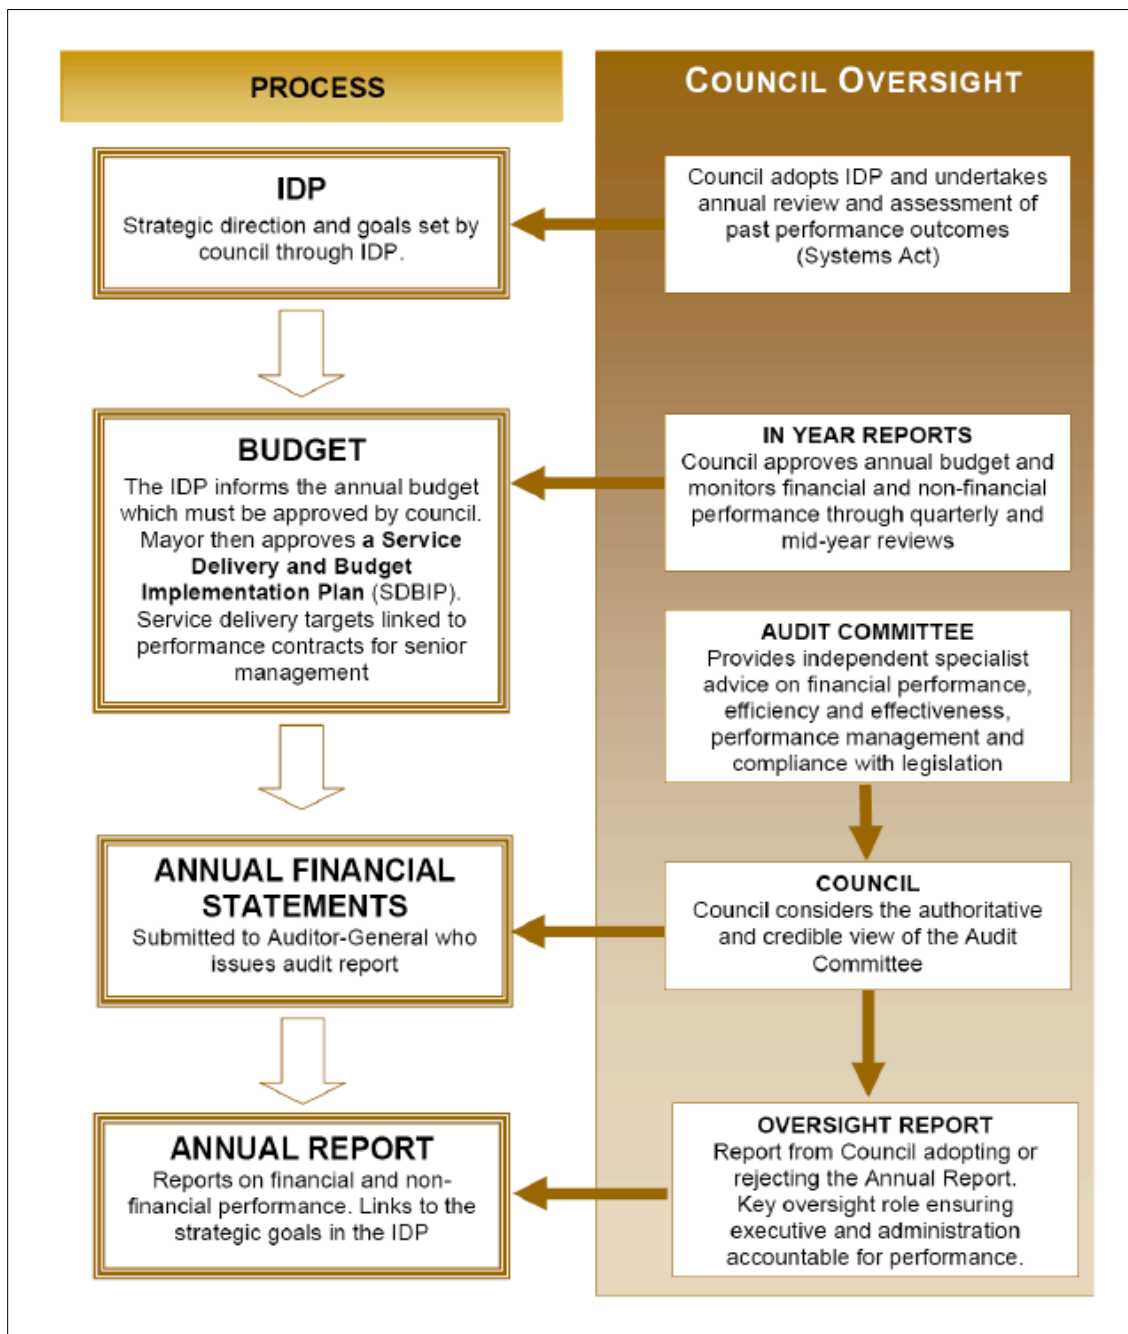 PROCESS
IDP
Strategic direction and goals set by
council through IDP.
BUDGET
The IDP informs the annual budget
which must be approved by council.
Mayor then approves a Service
Delivery and Budget
Implementation Plan (SDBIP).
Service delivery targets linked to
performance contracts for senior
management
ANNUAL FINANCIAL
STATEMENTS
Submitted to Auditor-General who
issues audit report
ANNUAL REPORT
Reports on financial and non-
financial performance. Links to the
strategic goals in the IDP
COUNCIL OVERSIGHT
Council adopts IDP and undertakes
annual review and assessment of
past performance outcomes
(Systems Act)
IN YEAR REPORTS
Council approves annual budget and
monitors financial and non-financial
performance through quarterly and
mid-year reviews
AUDIT COMMITTEE
Provides independent specialist
advice on financial performance,
efficiency and effectiveness,
performance management and
compliance with legislation
COUNCIL
Council considers the authoritative
and credible view of the Audit
Committee
OVERSIGHT REPORT
Report from Council adopting or
rejecting the Annual Report.
Key oversight role ensuring
executive and administration
accountable for performance.